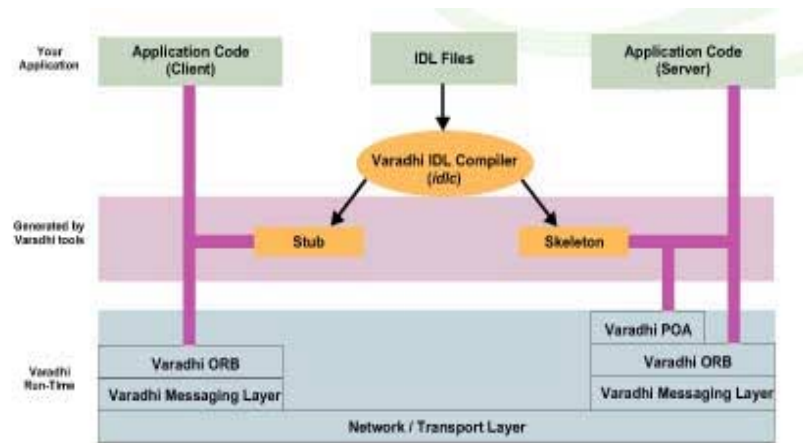 Your
Application
Application Code
(Client)
IDL Files
Application Code
(Server)
Varadhi IDL Compiler
(idlc)
Generated by
Varadhi tools
Stub
Skeleton
Varadhi POA
Varadhi
Run-Time
Varadhi ORB
Varadhi ORB
Varadhi Messaging Layer
Varadhi Messaging Layer
Network / Transport Layer